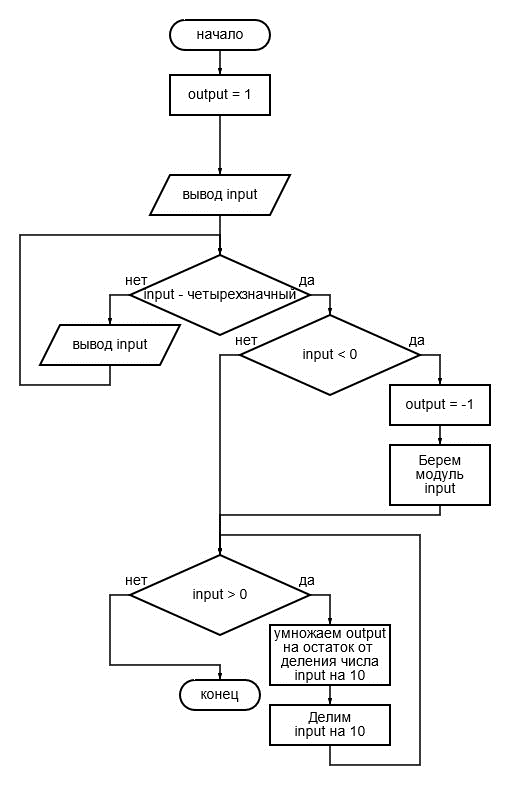 начало
output = 1
вывод input
нет
да
input - четырехзначный
вывод input
нет
да
input < 0
output = -1
Берем
модуль
input
нет
да
input > 0
умножаем output
на остаток от
деления числа
input на 10
конец
Делим
input на 10